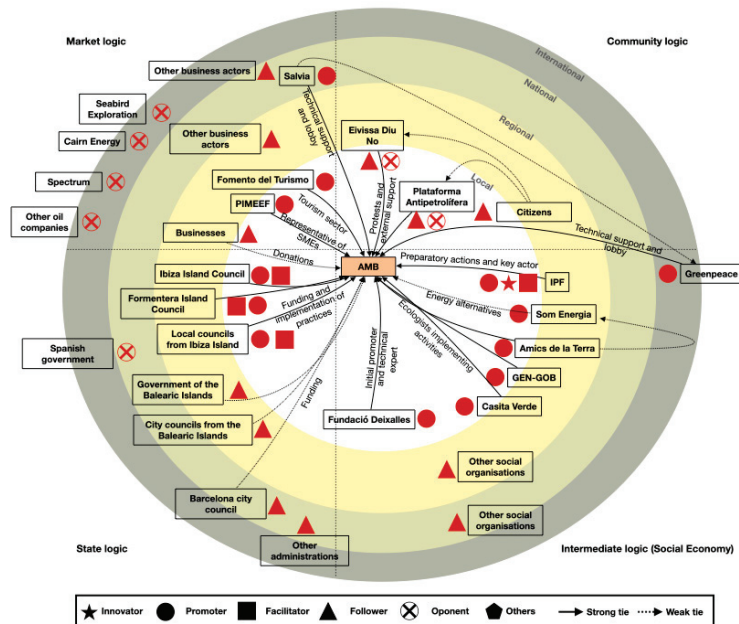 Market logic
Community logic
Other business actors
Salvia
International
National
Regional
Local
Seabird
Exploration
Cairn Energy
Spectrum
Other oil
companies
Other business
actors
Technical support
and lobby
Eivissa Diu
No
Plataforma
Antipetrolífera
Citizens
Fomento del Turismo
PIMEEF
Tourism sector
Representative of
SMEs
Protests and
external support
Businesses
Donations
Technical support and
lobby
Greenpeace
AMB
Preparatory actions and key actor
IPF
Ibiza Island Council
Formentera Island
Council
Funding and
implementation of
practices
Local councils
from Ibiza Island
Energy alternatives
Som Energia
Ecologists implementing
activities
Amics de la Terra
GEN-GOB
Casita Verde
Spanish
government
Government of the
Balearic Islands
City councils from the
Balearic Islands
Funding
Initial promoter
and technical
expert
Fundació Deixalles
Other social
organisations
Barcelona city
council
Other
administrations
Other social
organisations
State logic
Intermediate logic (Social Economy)
Innovator
Promoter
Facilitator
Follower
Oponent
Others
Strong tie
Weak tie